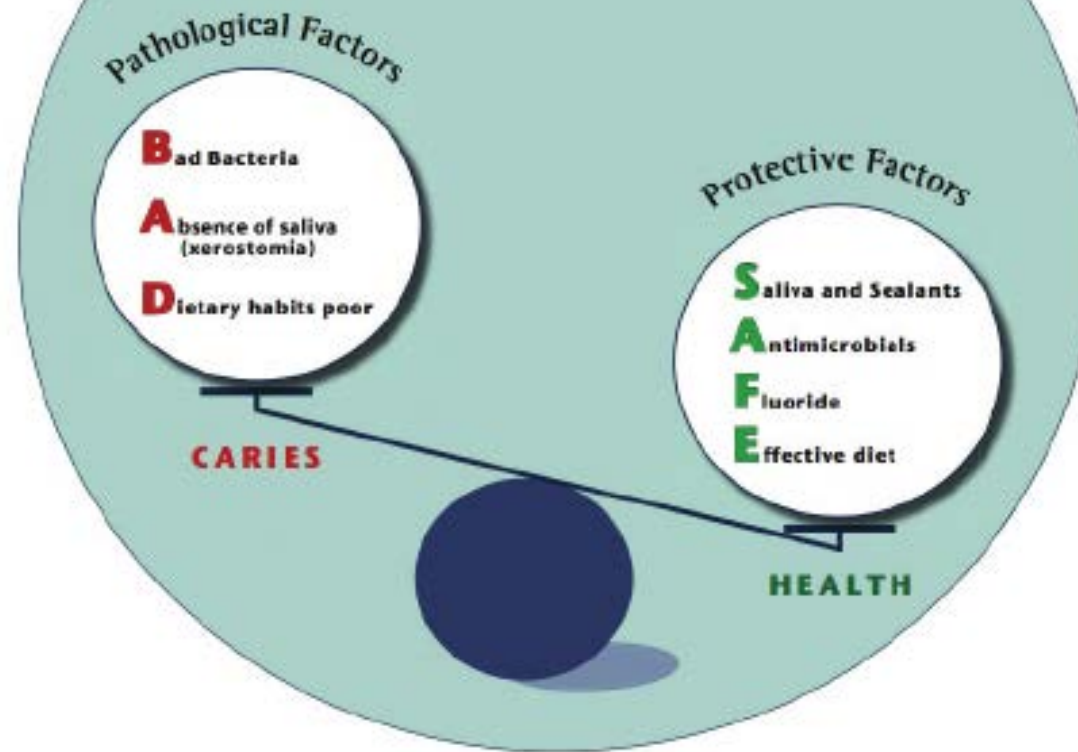 Pathological Factors
Bad Bacteria
Absence of saliva
(xerostomia)
Dietary habits poor
CARIES
Protective Factors
Saliva and Sealants
Antimicrobials
Fluoride
Effective diet
HEALTH